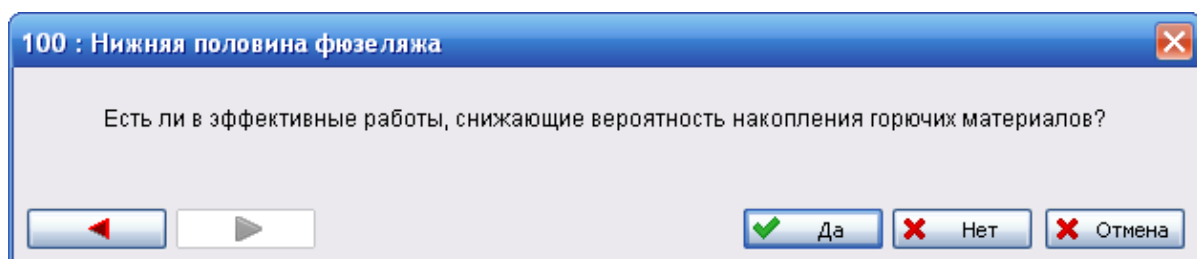 100 : Нижняя половина фюзеляжа
Есть ли в эффективные работы, снижающие вероятность накопления горючих материалов?
Да
Нет
Отмена